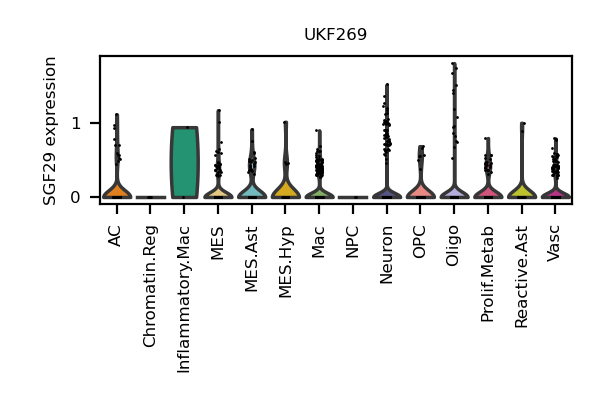 UKF269
SGF29 expression
1
0
AC
Chromatin.Reg
Inflammatory.Mac
MES
MES.Ast
MES.Hyp
Mac
NPC
Neuron
OPC
Oligo
Prolif.Metab
Reactive.Ast
Vasc